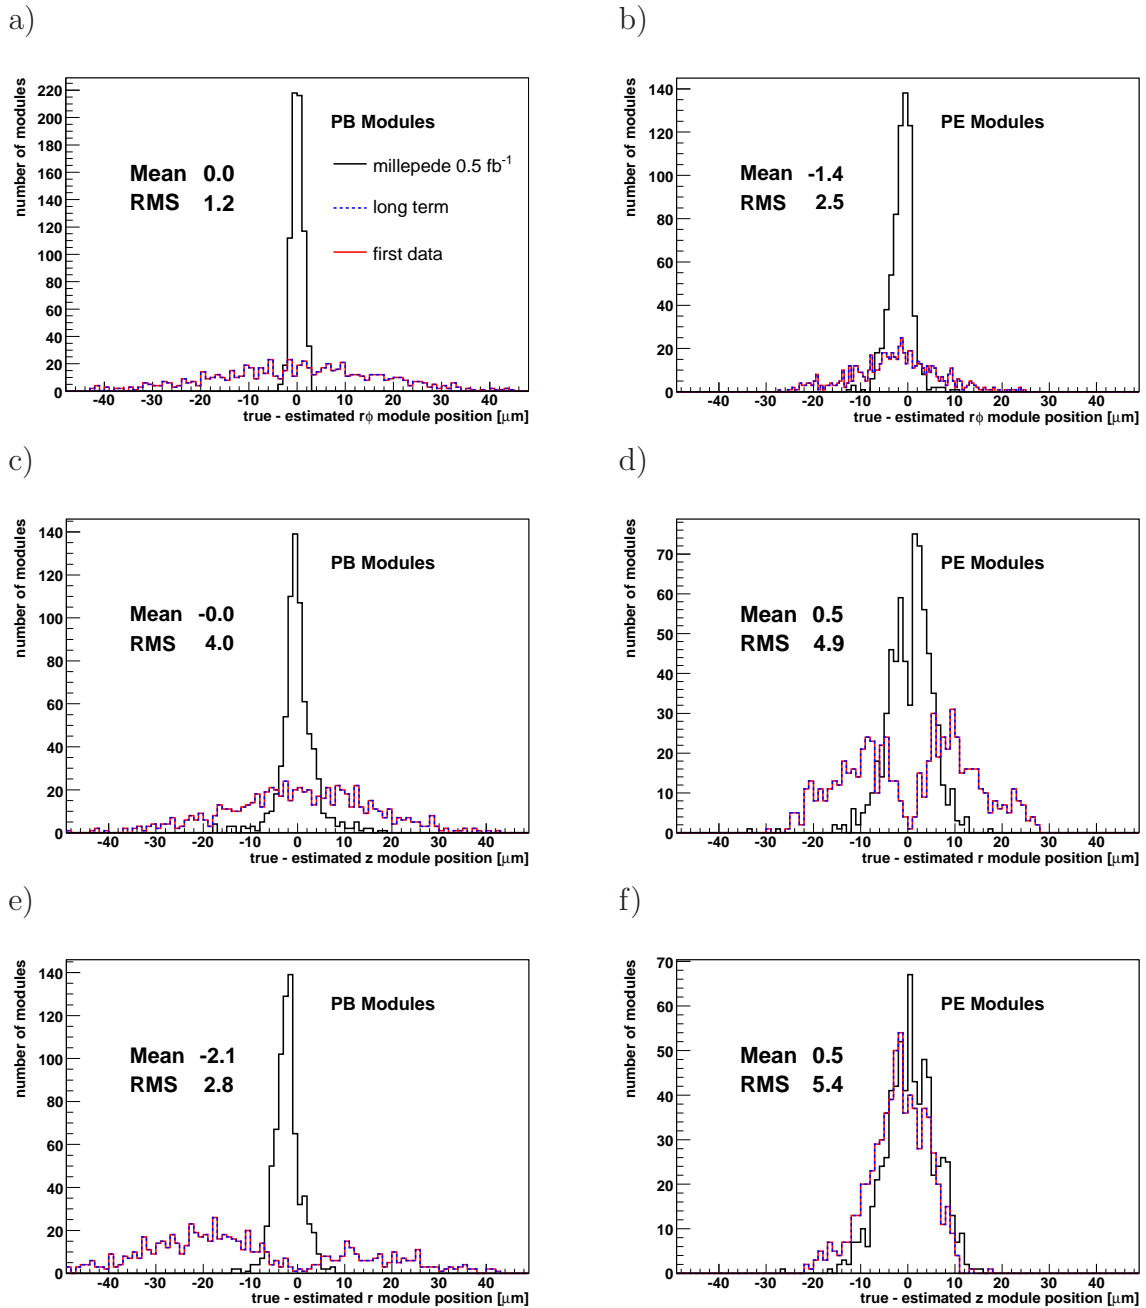 a)
number of modules
220
200
180
160
140
120
100
80
60
40
20
0
PB Modules
Mean 0.0
RMS 1.2
millepede 0.5 fb-1
long term
first data
-40 -30 -20 -10 0 10 20 30 40
true - estimated rϕ module position [μm]
b)
number of modules
140
120
100
80
60
40
20
0
PE Modules
Mean -1.4
RMS 2.5
-40 -30 -20 -10 0 10 20 30 40
true - estimated rϕ module position [μm]
c)
number of modules
140
120
100
80
60
40
20
0
PB Modules
Mean -0.0
RMS 4.0
-40 -30 -20 -10 0 10 20 30 40
true - estimated z module position [μm]
d)
number of modules
70
60
50
40
30
20
10
0
PE Modules
Mean 0.5
RMS 4.9
-40 -30 -20 -10 0 10 20 30 40
true - estimated r module position [μm]
e)
number of modules
140
120
100
80
60
40
20
0
PB Modules
Mean -2.1
RMS 2.8
-40 -30 -20 -10 0 10 20 30 40
true - estimated r module position [μm]
f)
number of modules
70
60
50
40
30
20
10
0
PE Modules
Mean 0.5
RMS 5.4
-40 -30 -20 -10 0 10 20 30 40
true - estimated z module position [μm]